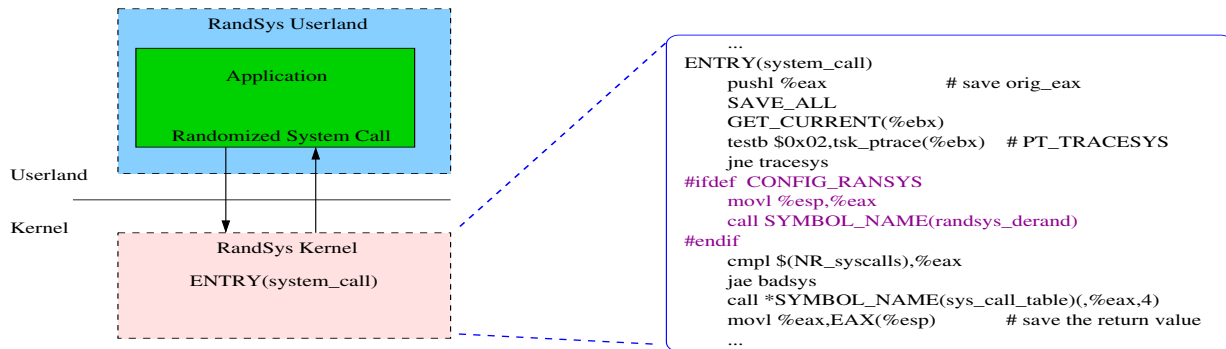 RandSys Userland
Application
Randomized System Call
Userland
Kernel
RandSys Kernel
ENTRY(system_call)
...
ENTRY(system_call)
pushl %eax # save orig_eax
SAVE_ALL
GET_CURRENT(%ebx)
testb $0x02,tsk_ptrace(%ebx) # PT_TRACESYS
jne tracesys
#ifdef CONFIG_RANSYS
movl %esp,%eax
call SYMBOL_NAME(randsys_derand)
#endif
cmpl $(NR_syscalls),%eax
jae badsys
call *SYMBOL_NAME(sys_call_table)(,%eax,4)
movl %eax,EAX(%esp) # save the return value
...